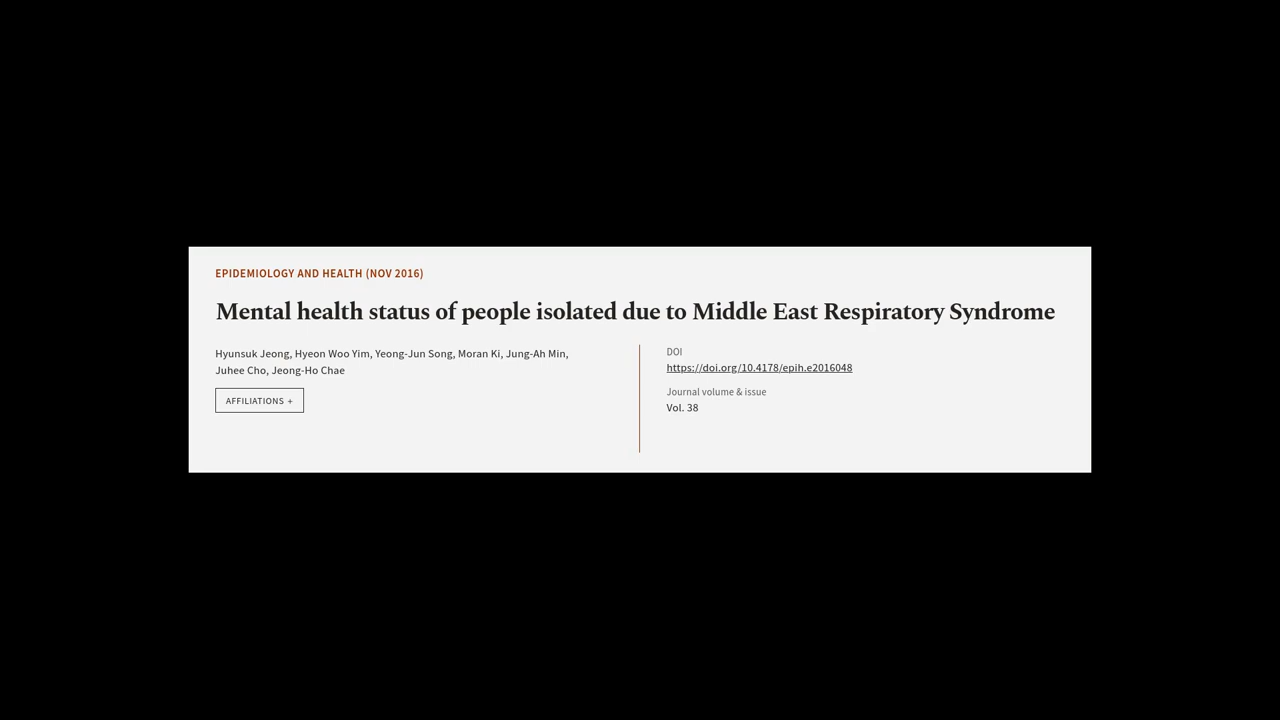 EPIDEMIOLOGY AND HEALTH (NOV 2016)
Mental health status of people isolated due to Middle East Respiratory Syndrome
Hyunsuk Jeong, Hyeon Woo Yim, Yeong-Jun Song, Moran Ki, Jung-Ah Min,
Juhee Cho, Jeong-Ho Chae
AFFILIATIONS +
DOI
https://doi.org/10.4178/epih.e2016048
Journal volume & issue
Vol. 38